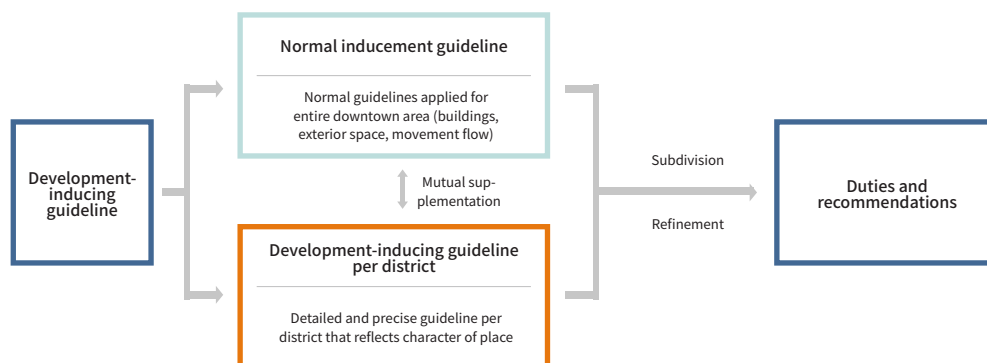 Normal inducement guideline
Normal guidelines applied for
entire downtown area (buildings,
exterior space, movement flow)
Development-
inducing
guideline
Mutual sup-
plementation
Development-inducing guideline
per district
Detailed and precise guideline per
district that reflects character of place
Subdivision
Refinement
Duties and
recommendations